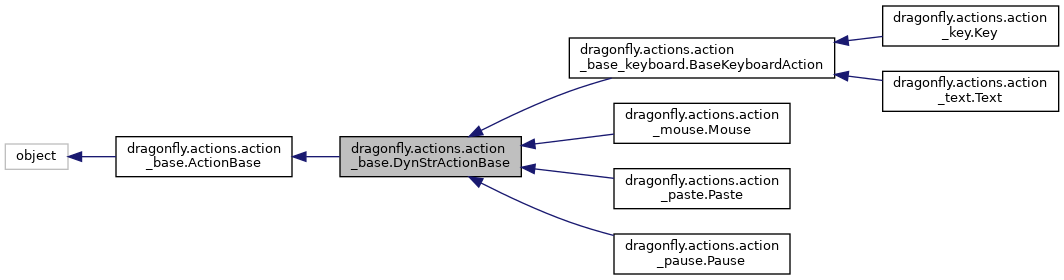 object
dragonfly.actions.action
_base.ActionBase
dragonfly.actions.action
_base.DynStrActionBase
dragonfly.actions.action
_base_keyboard.BaseKeyboardAction
dragonfly.actions.action
_key.Key
dragonfly.actions.action
_text.Text
dragonfly.actions.action
_mouse.Mouse
dragonfly.actions.action
_paste.Paste
dragonfly.actions.action
_pause.Pause